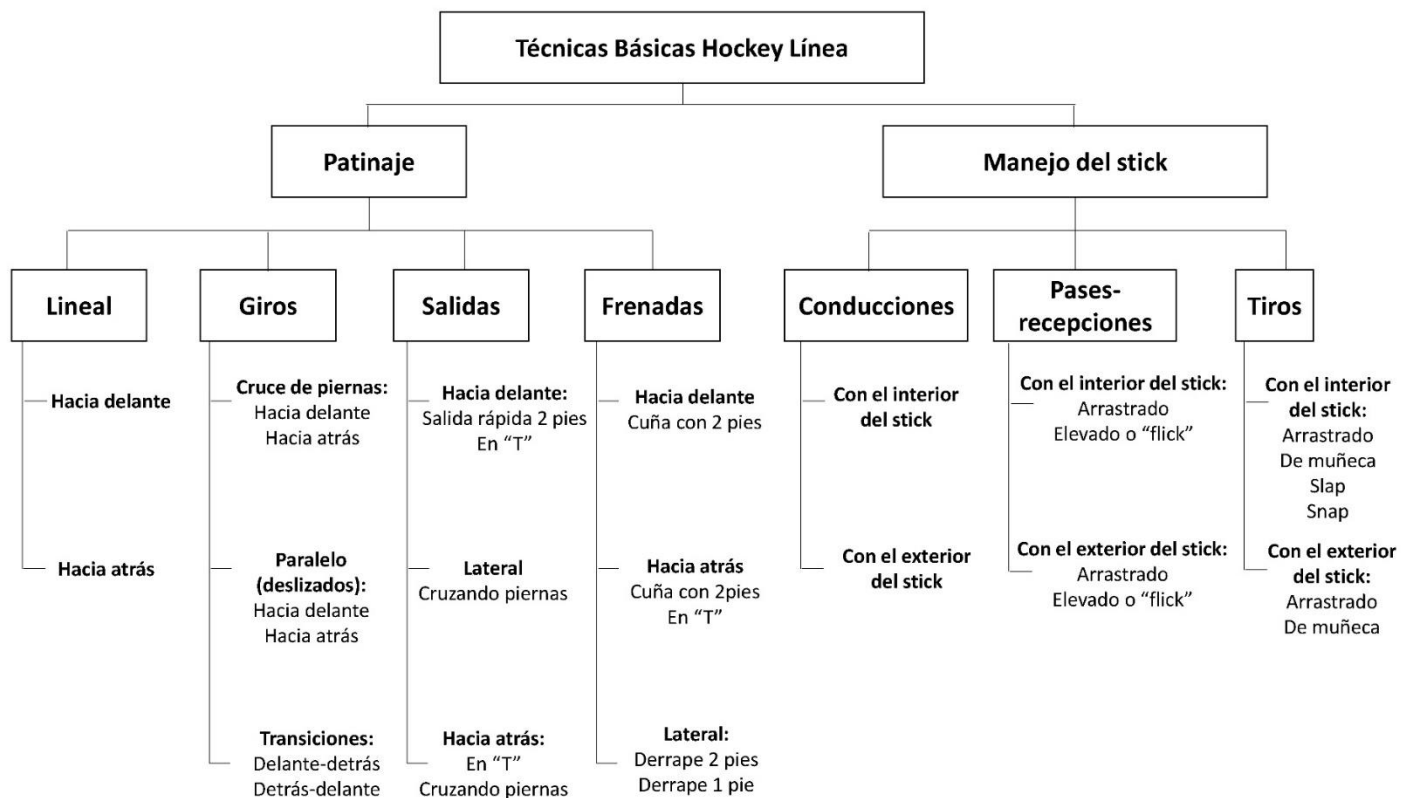 Técnicas Básicas Hockey Línea
Patinaje
Manejo del stick
Lineal
Giros
Salidas
Frenadas
Conducciones
Pases-
recepciones
Tiros
Hacia delante
Hacia atrás
Cruce de piernas:
Hacia delante
Hacia atrás
Paralelo
(deslizados):
Hacia delante
Hacia atrás
Transiciones:
Delante-detrás
Detrás-delante
Hacia delante:
Salida rápida 2 pies
En “T”
Lateral
Cruzando piernas
Hacia atrás:
En “T”
Cruzando piernas
Hacia delante
Cuña con 2 pies
Hacia atrás
Cuña con 2pies
En “T”
Lateral:
Derrape 2 pies
Derrape 1 pie
Con el interior
del stick
Con el exterior
del stick
Con el interior del stick:
Arrastrado
Elevado o “flick”
Con el exterior del stick:
Arrastrado
Elevado o “flick”
Con el interior
del stick:
Arrastrado
De muñeca
Slap
Snap
Con el exterior
del stick:
Arrastrado
De muñeca